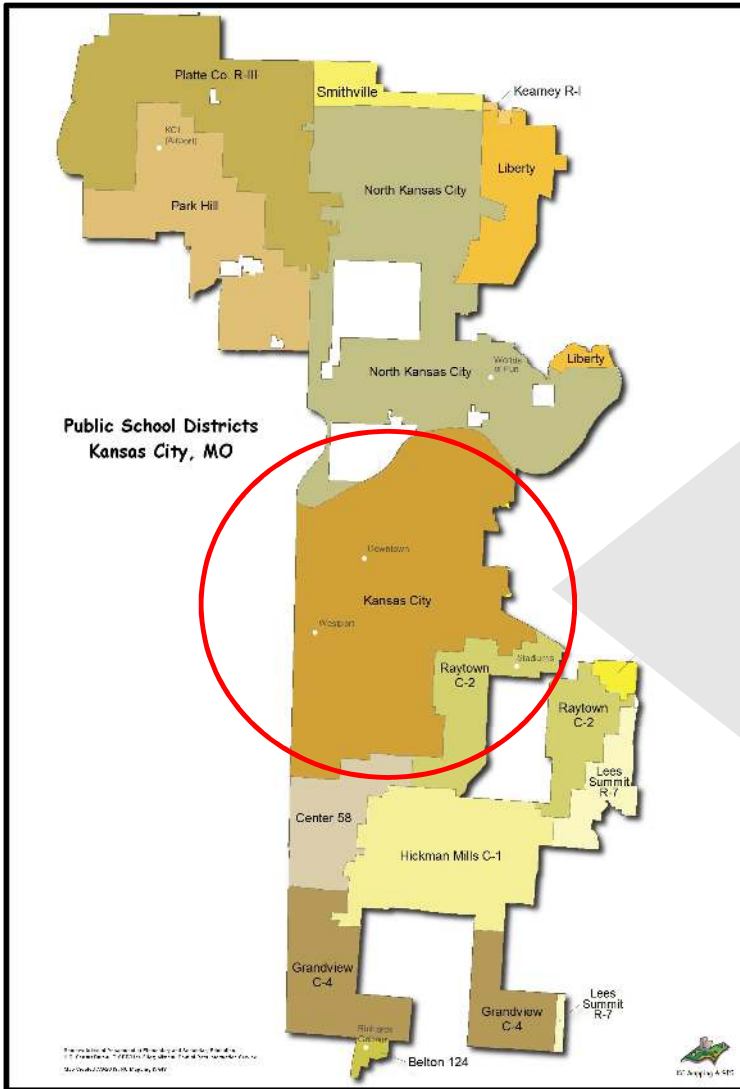 Platte Co. R-III
Smithville
Kearney R-I
KCI
(Airport)
Liberty
North Kansas City
Park Hill
North Kansas City
Worlds
of Fun
Liberty
Public School Districts
Kansas City, MO
Downtown
Kansas City
Westport
Stadiums
Raytown
C-2
Raytown
C-2
Lees
Summit
R-7
Center 58
Hickman Mills C-1
Grandview
C-4
Grandview
C-4
Lees
Summit
R-7
Richards
Belton 124